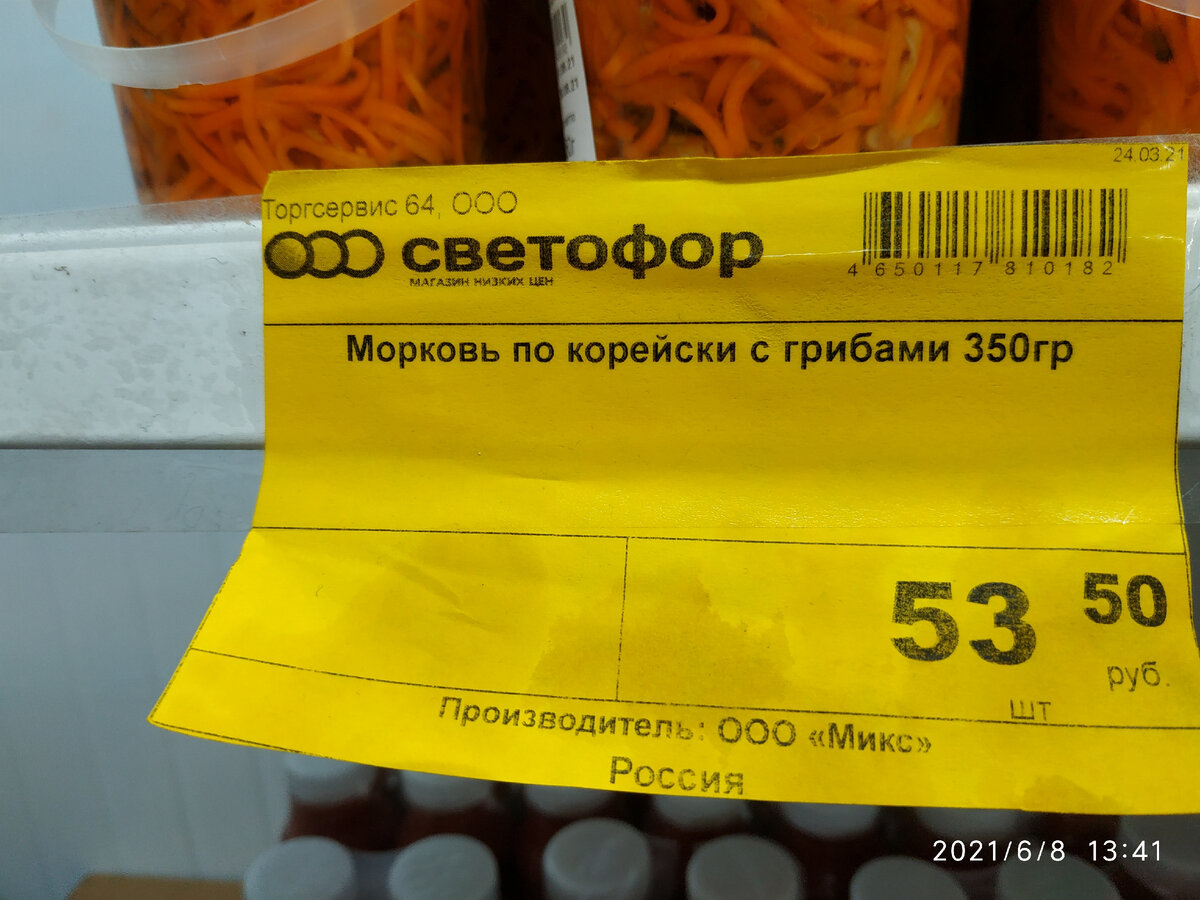 24.03.21
Торгсервис 64, ООО
светофор
МАГАЗИН НИЗКИХ ЦЕН
4 650117 810182
Морковь по корейски с грибами 350гр
53 50
руб.
шт
Производитель: ООО «Микс»
Россия
2021/6/8 13:41